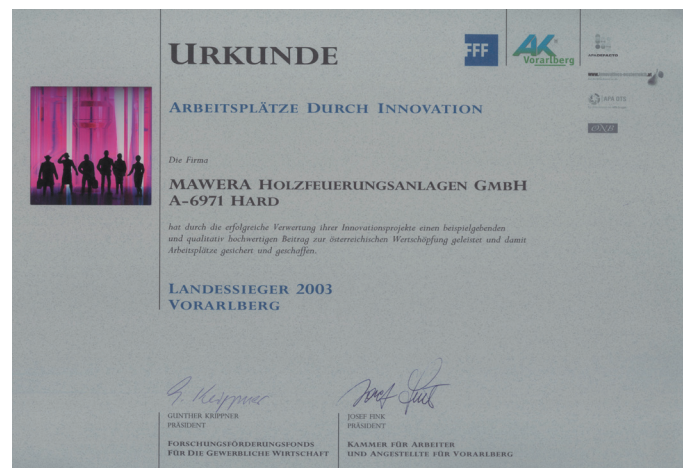 URKUNDE
FFF
AK
Vorarlberg
ARBEITSPLÄTZE DURCH INNOVATION
Die Firma
MAWERA HOLZFEUERUNGSANLAGEN GMBH
A-6971 HARD
hat durch die erfolgreiche Verwertung ihrer Innovationsprojekte einen beispielgebenden
und qualitativ hochwertigen Beitrag zur österreichischen Wertschöpfung geleistet und damit
Arbeitsplätze gesichert und geschaffen.
LANDESSIEGER 2003
VORARLBERG
GÜNTHER KRIPPNER
PRÄSIDENT
FORSCHUNGSFÖRDERUNGSFONDS
FÜR DIE GEWERBLICHE WIRTSCHAFT
JOSEF FINK
PRÄSIDENT
KAMMER FÜR ARBEITER
UND ANGESTELLTE FÜR VORARLBERG